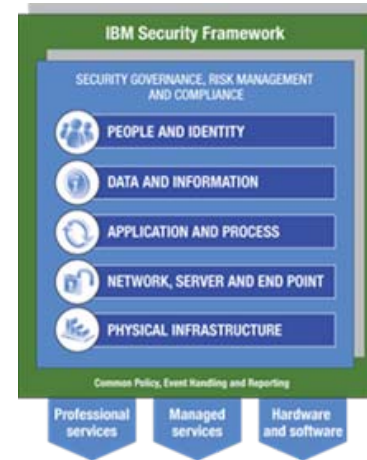 IBM Security Framework
SECURITY GOVERNANCE, RISK MANAGEMENT
AND COMPLIANCE
PEOPLE AND IDENTITY
DATA AND INFORMATION
APPLICATION AND PROCESS
NETWORK, SERVER AND END POINT
PHYSICAL INFRASTRUCTURE
Common Policy, Event Handling and Reporting
Professional
services
Managed
services
Hardware
and software